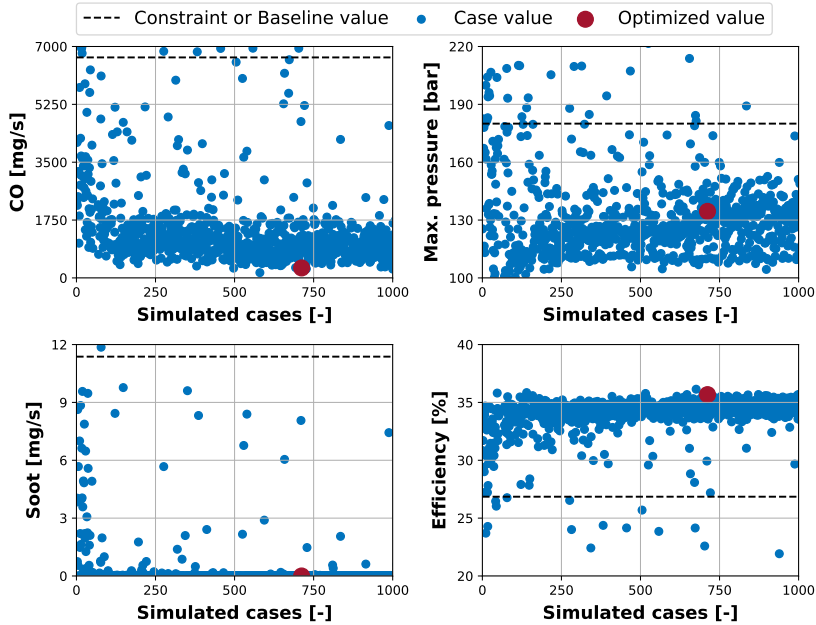 Constraint or Baseline value Case value Optimized value
7000
5250
3500
1750
0
CO [mg/s]
0 250 500 750 1000
Simulated cases [-]
220
190
160
130
100
Max. pressure [bar]
0 250 500 750 1000
Simulated cases [-]
12
9
6
3
0
Soot [mg/s]
0 250 500 750 1000
Simulated cases [-]
40
35
30
25
20
Efficiency [%]
0 250 500 750 1000
Simulated cases [-]